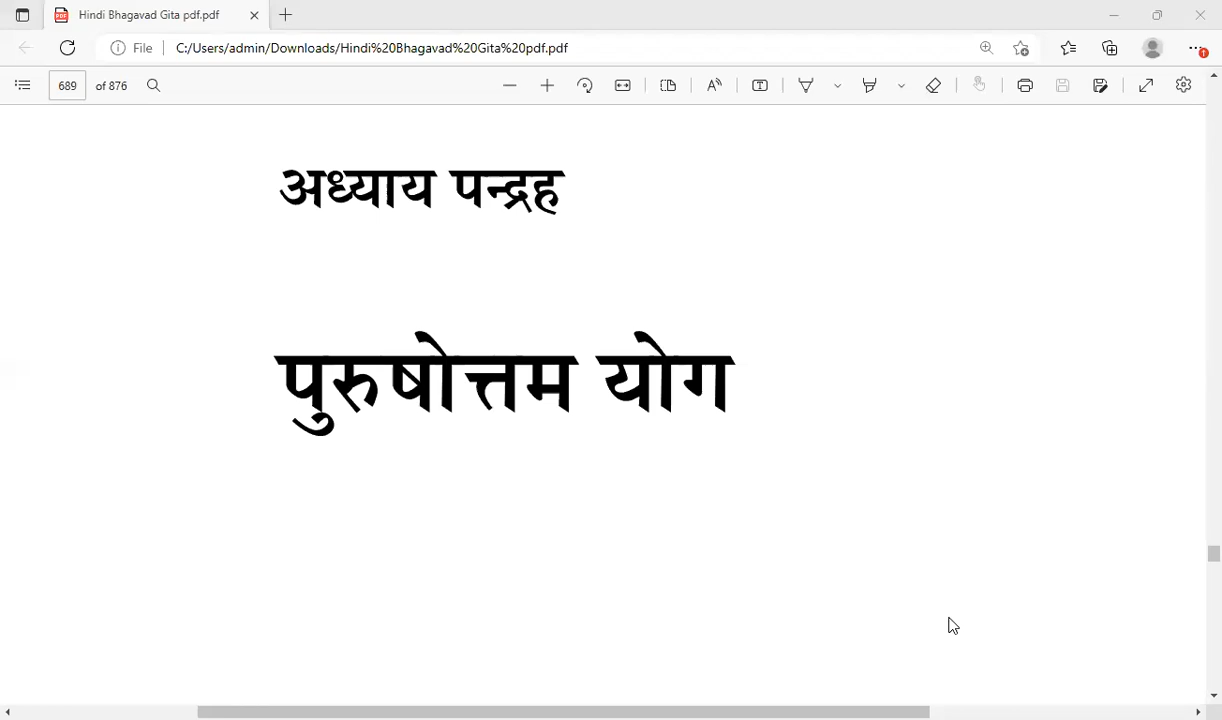 Hindi Bhagavad Gita pdf.pdf
File
C:/Users/admin/Downloads/Hindi%20Bhagavad%20Gita%20pdf.pdf
689 of 876
अध्याय पन्द्रह
पुरुषोत्तम योग